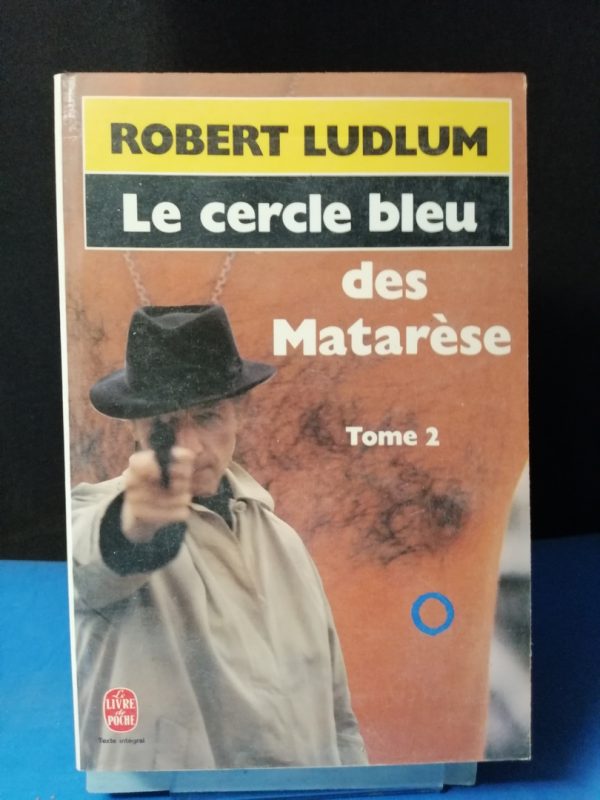 ROBERT LUDLUM
Le cercle bleu
des
Matarèse
Tome 2
Le
LIVRE
de
POCHE
Texte intégral